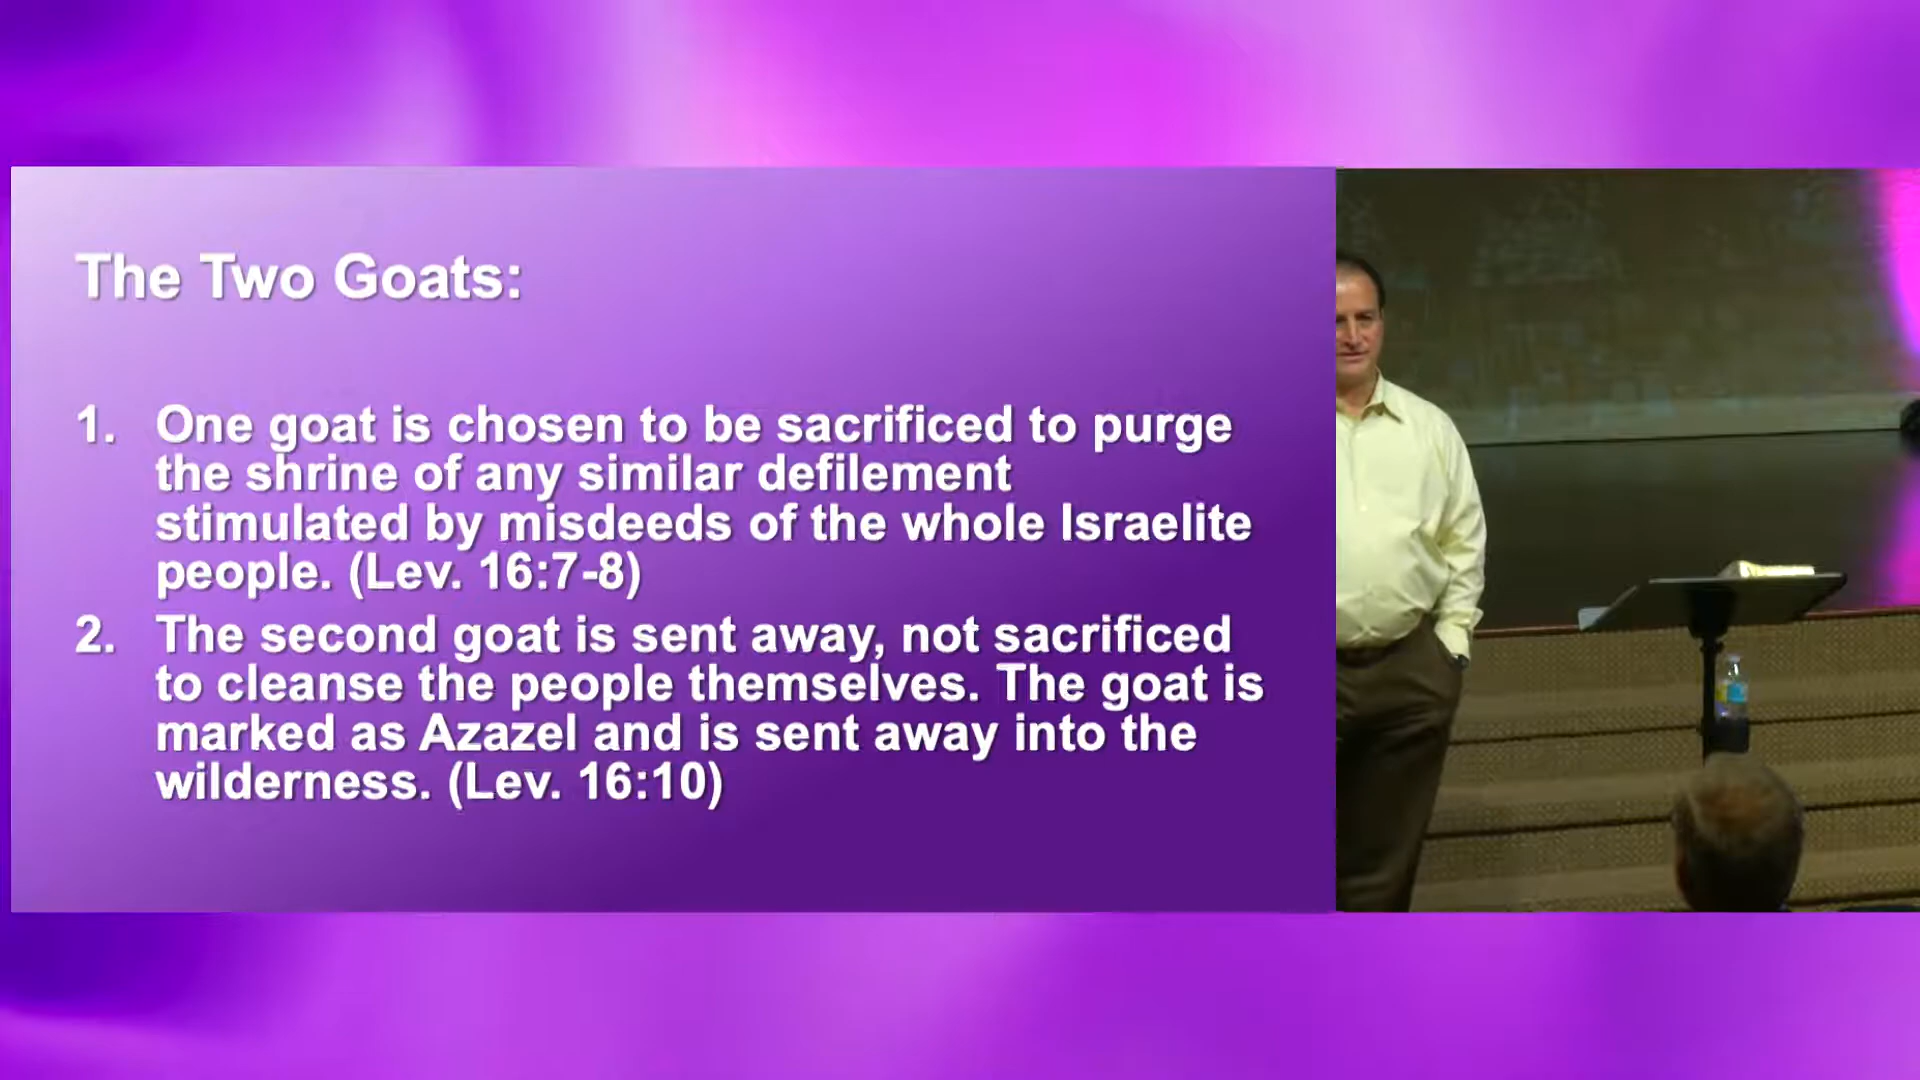 The Two Goats:
1. One goat is chosen to be sacrificed to purge
the shrine of any similar defilement
stimulated by misdeeds of the whole Israelite
people. (Lev. 16:7-8)
2. The second goat is sent away, not sacrificed
to cleanse the people themselves. The goat is
marked as Azazel and is sent away into the
wilderness. (Lev. 16:10)